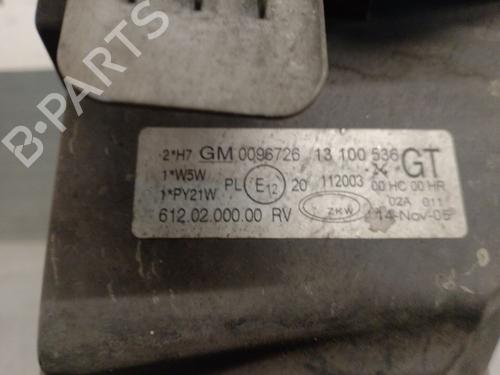 2*H7 GM 0096726 13 100 536 GT
1*W5W PL E12 20 112003 00 HC 00 HR
1*PY21W 02A 011
612.02.000.00 RV ZKW 14-Nov-05
B-PARTS